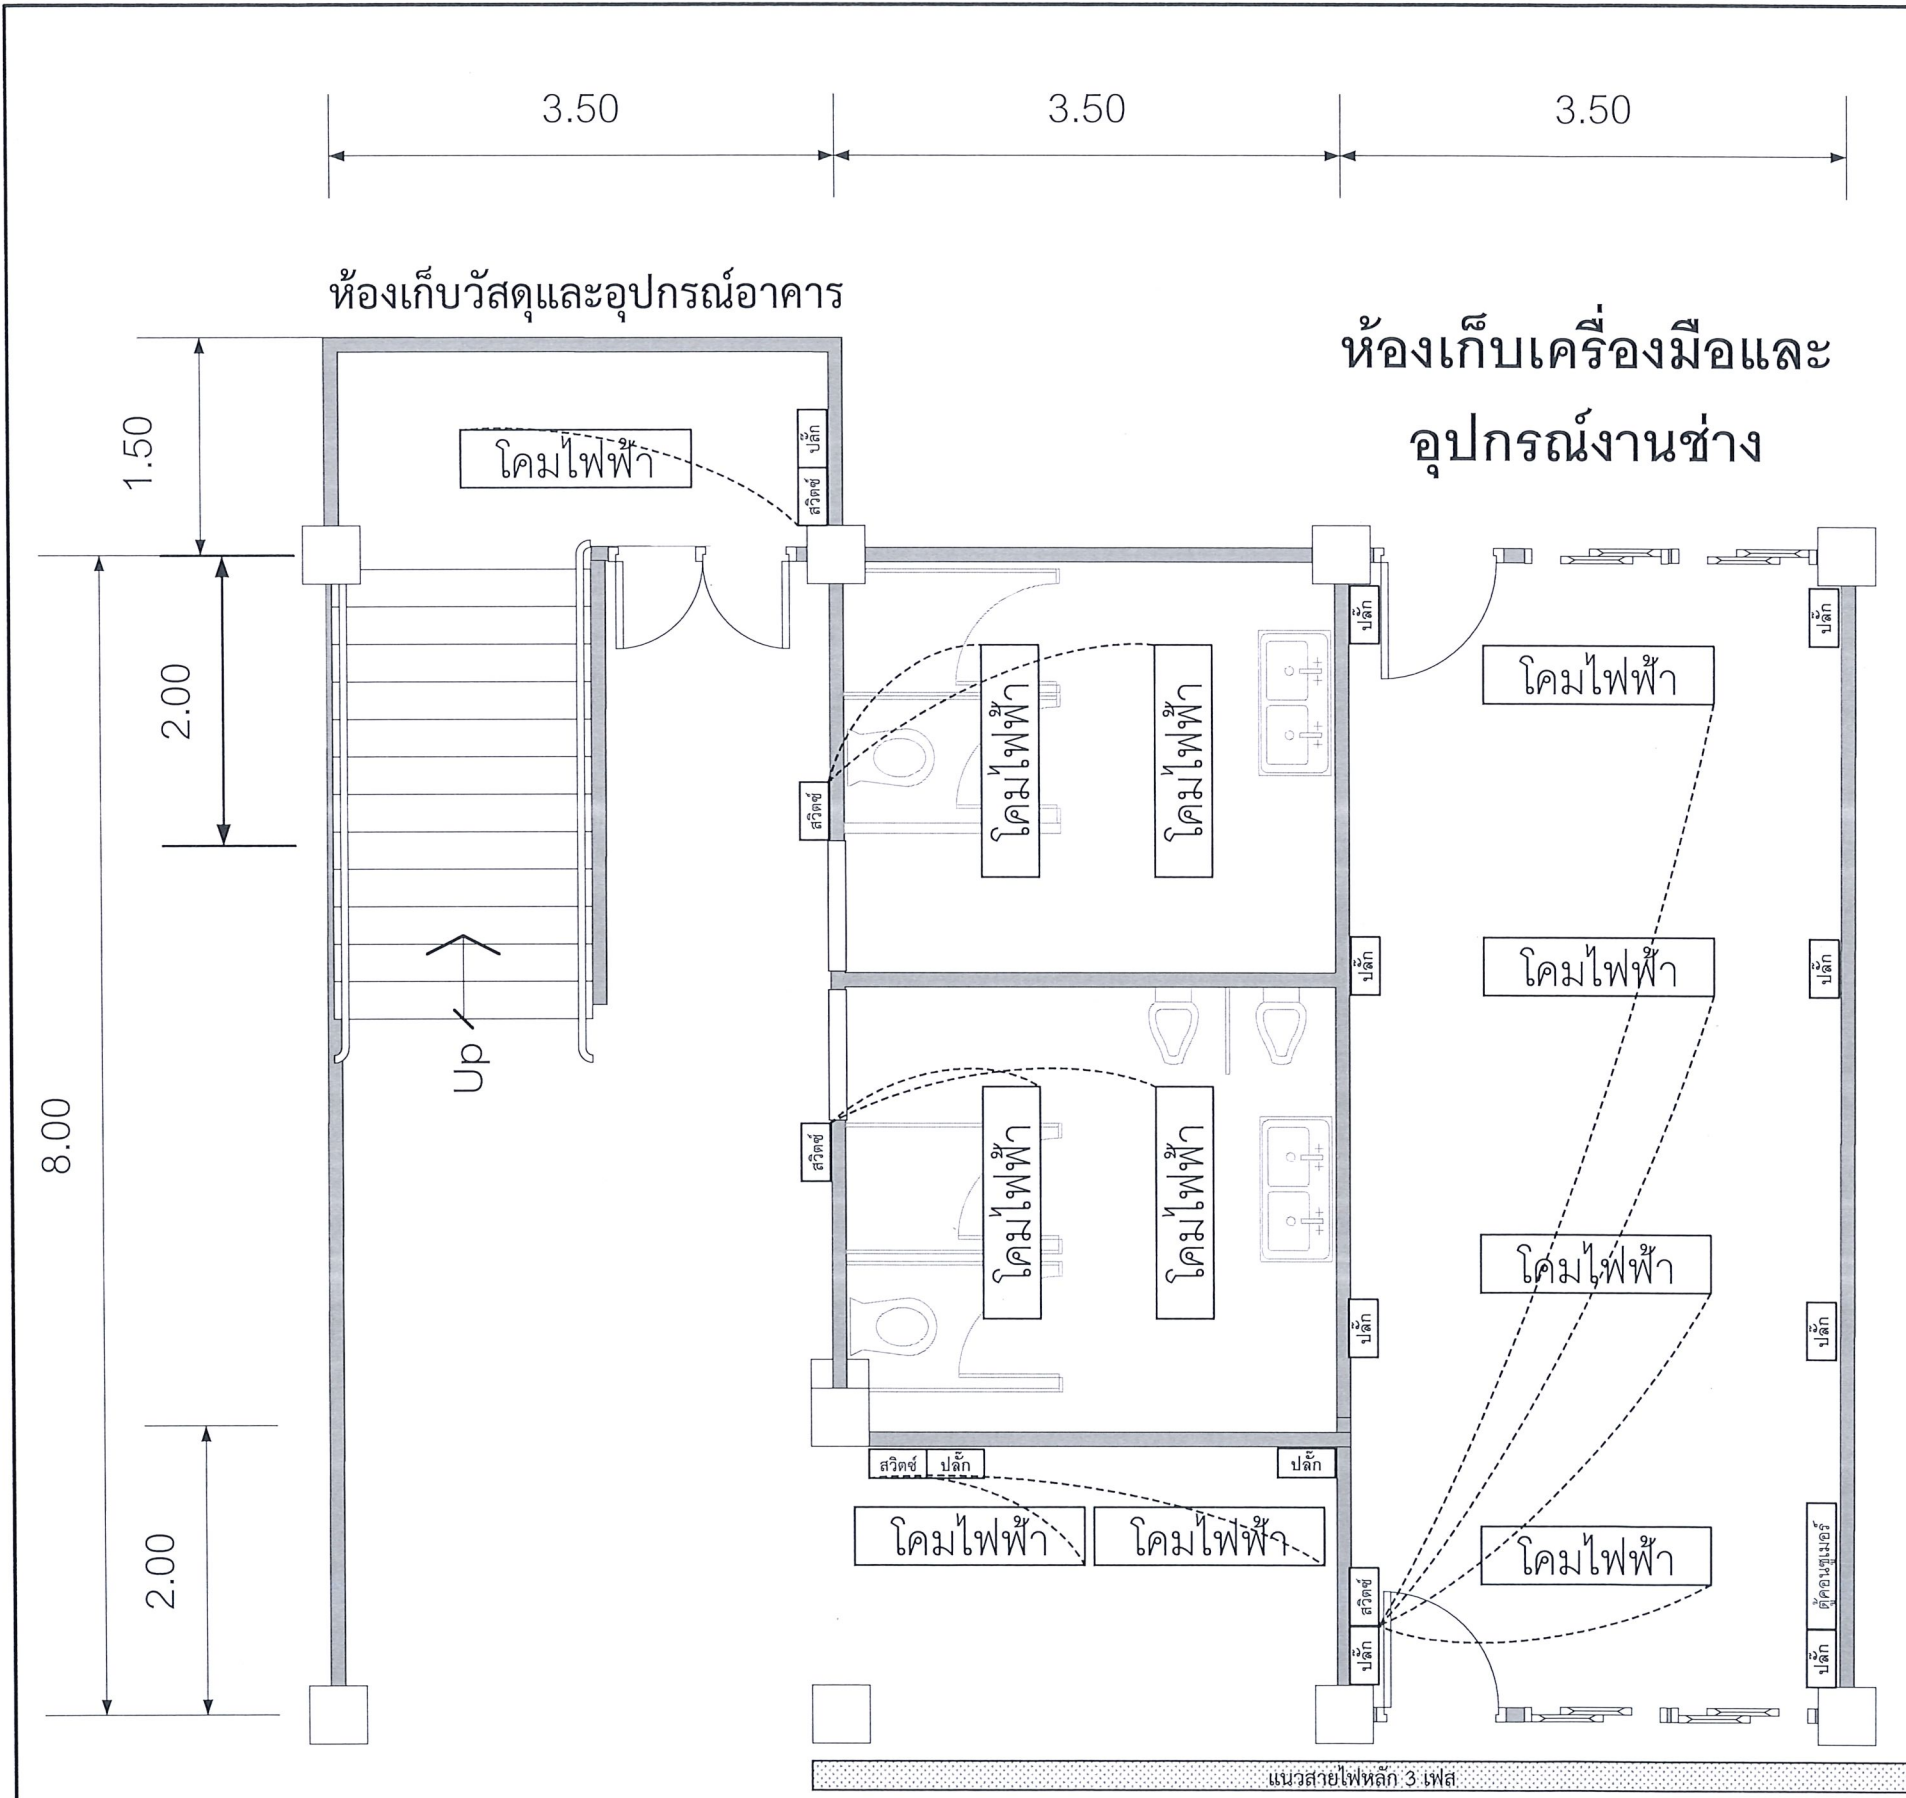 3.50
3.50
3.50
ห้องเก็บวัสดุและอุปกรณ์อาคาร
ห้องเก็บเครื่องมือและ
อุปกรณ์งานช่าง
1.50
โคมไฟฟ้า
ปลั๊ก
สวิตซ์
2.00
8.00
Up
สวิตซ์
โคมไฟฟ้า
โคมไฟฟ้า
ปลั๊ก
ปลั๊ก
โคมไฟฟ้า
ปลั๊ก
โคมไฟฟ้า
ปลั๊ก
สวิตซ์
โคมไฟฟ้า
โคมไฟฟ้า
โคมไฟฟ้า
ปลั๊ก
ปลั๊ก
2.00
สวิตซ์
ปลั๊ก
ปลั๊ก
โคมไฟฟ้า
โคมไฟฟ้า
โคมไฟฟ้า
สวิตซ์
ปลั๊ก
ตู้คอนซูเมอร์
ปลั๊ก
แนวสายไฟหลัก 3 เฟส